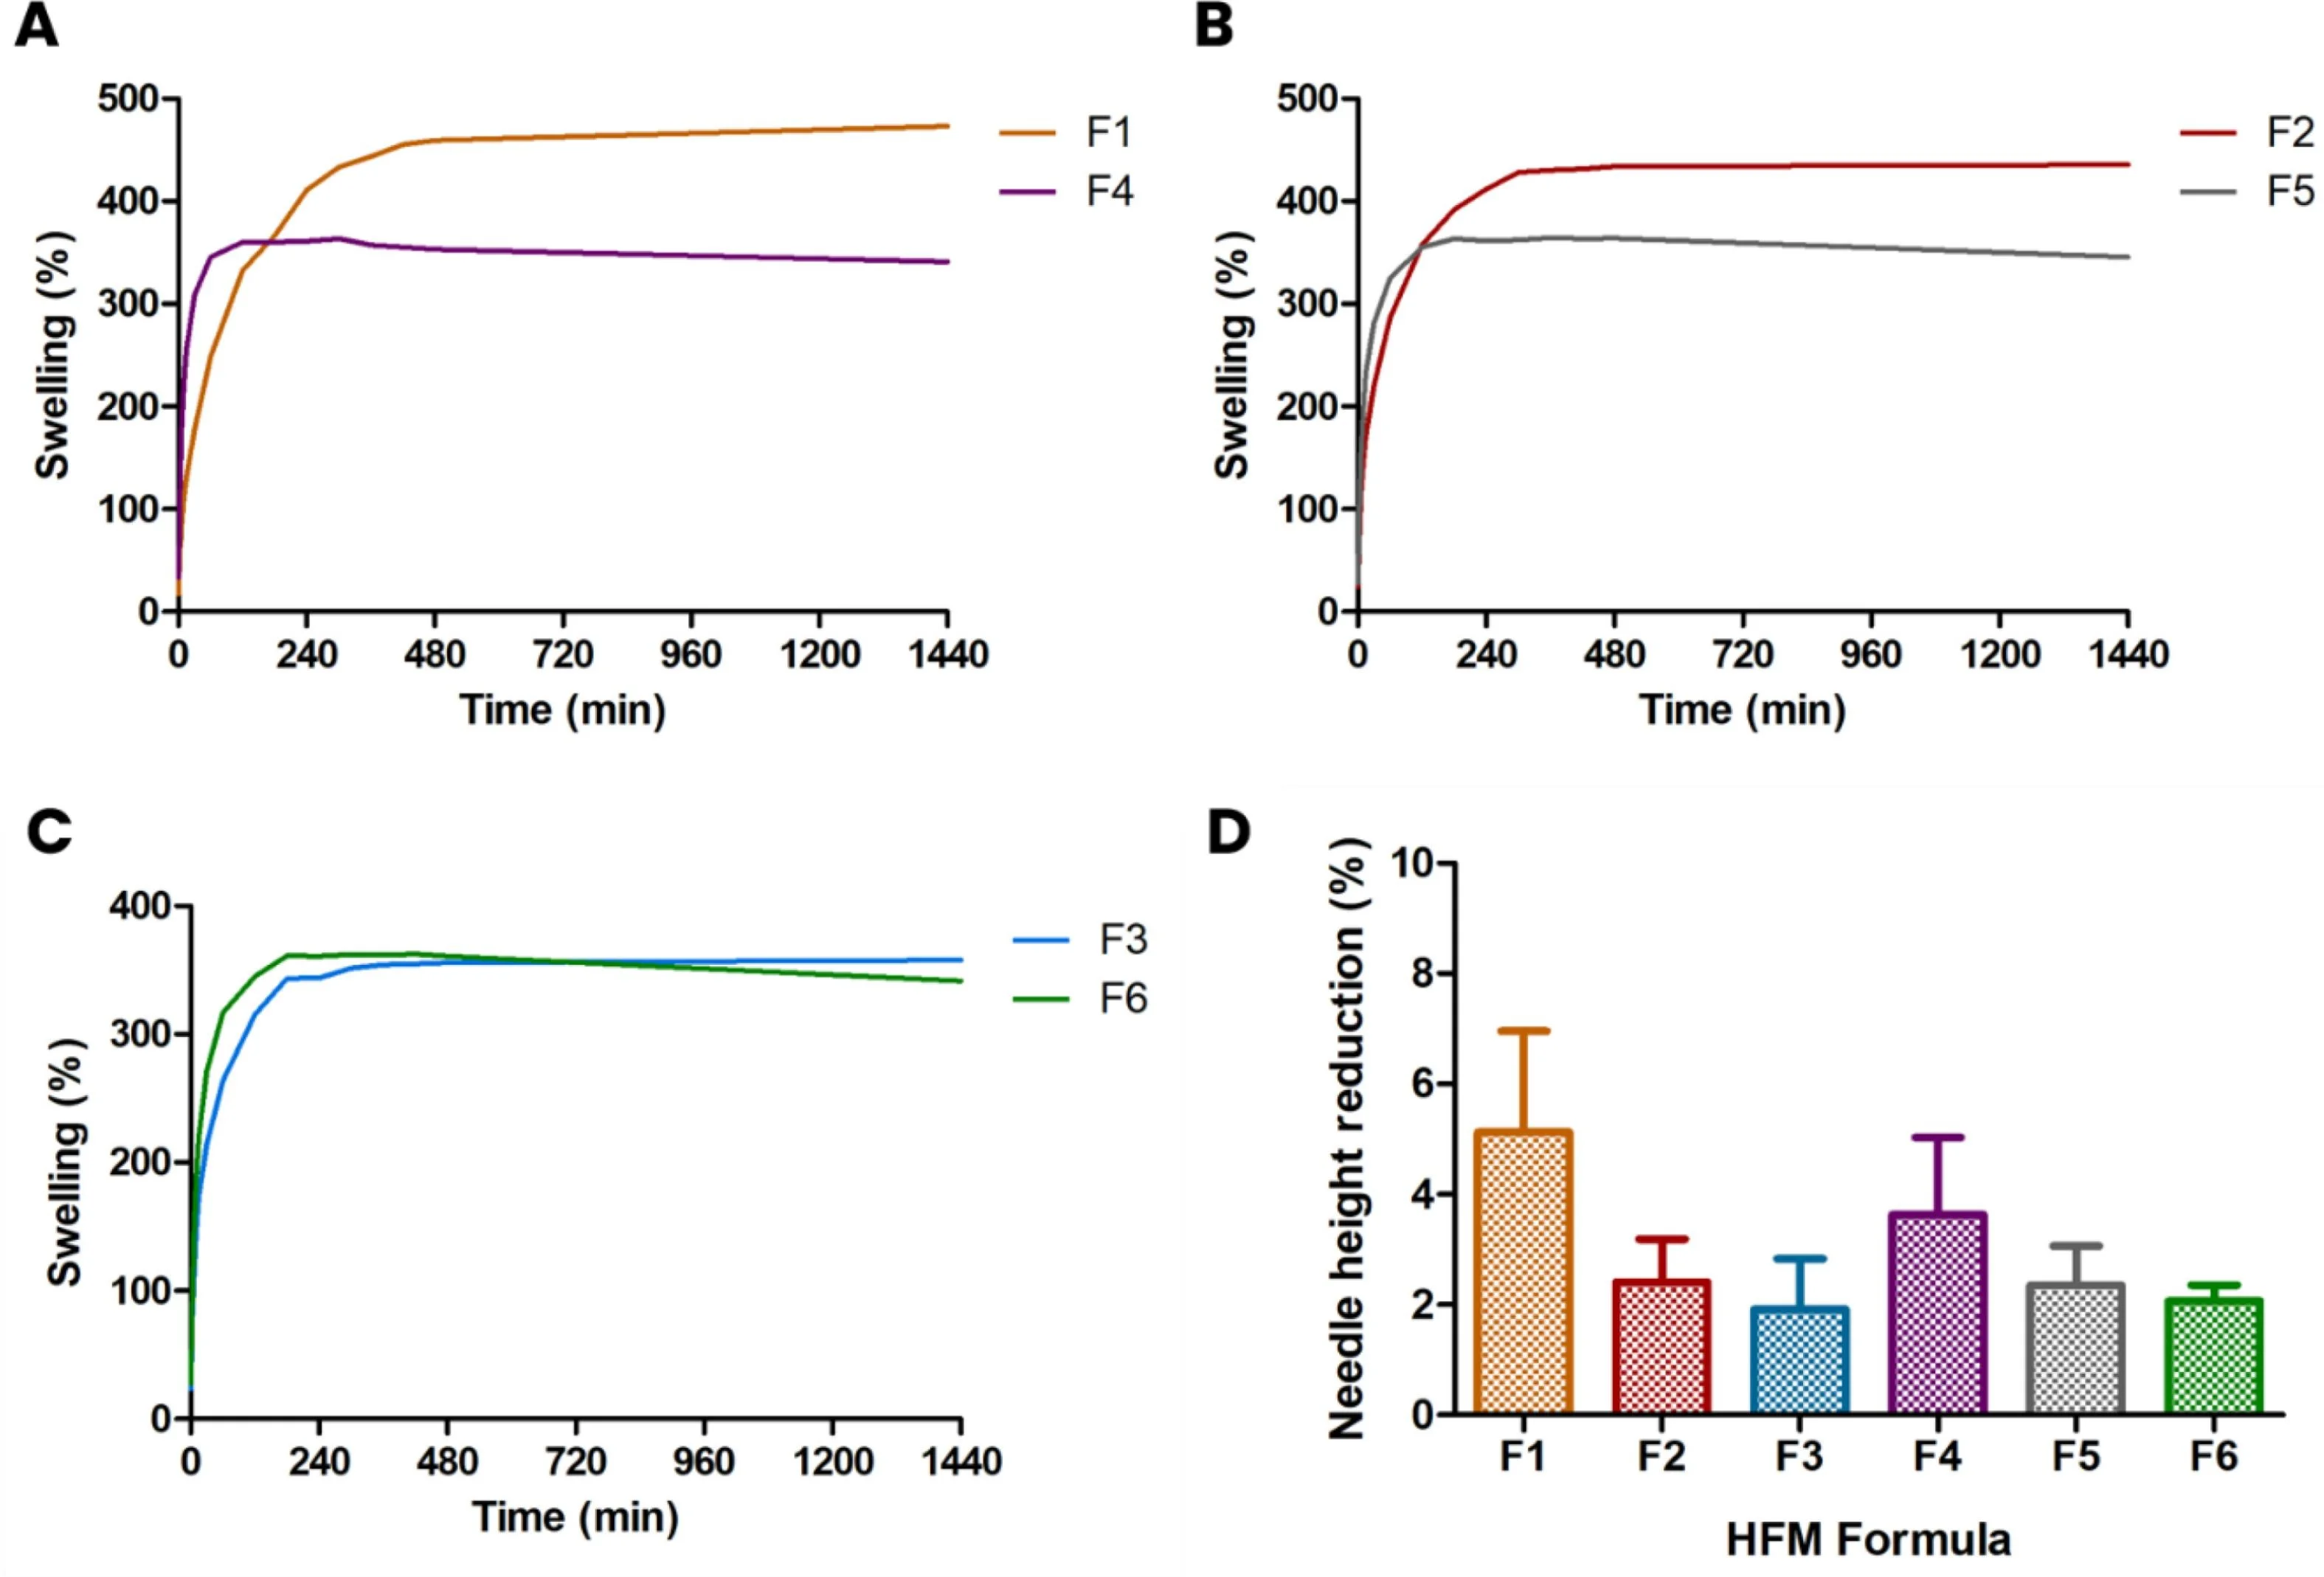 A
Swelling (%)
500
400
300
200
100
0
0 240 480 720 960 1200 1440
Time (min)
F1
F4
B
Swelling (%)
500
400
300
200
100
0
0 240 480 720 960 1200 1440
Time (min)
F2
F5
C
Swelling (%)
400
300
200
100
0
0 240 480 720 960 1200 1440
Time (min)
F3
F6
D
Needle height reduction (%)
10
8
6
4
2
0
F1 F2 F3 F4 F5 F6
HFM Formula